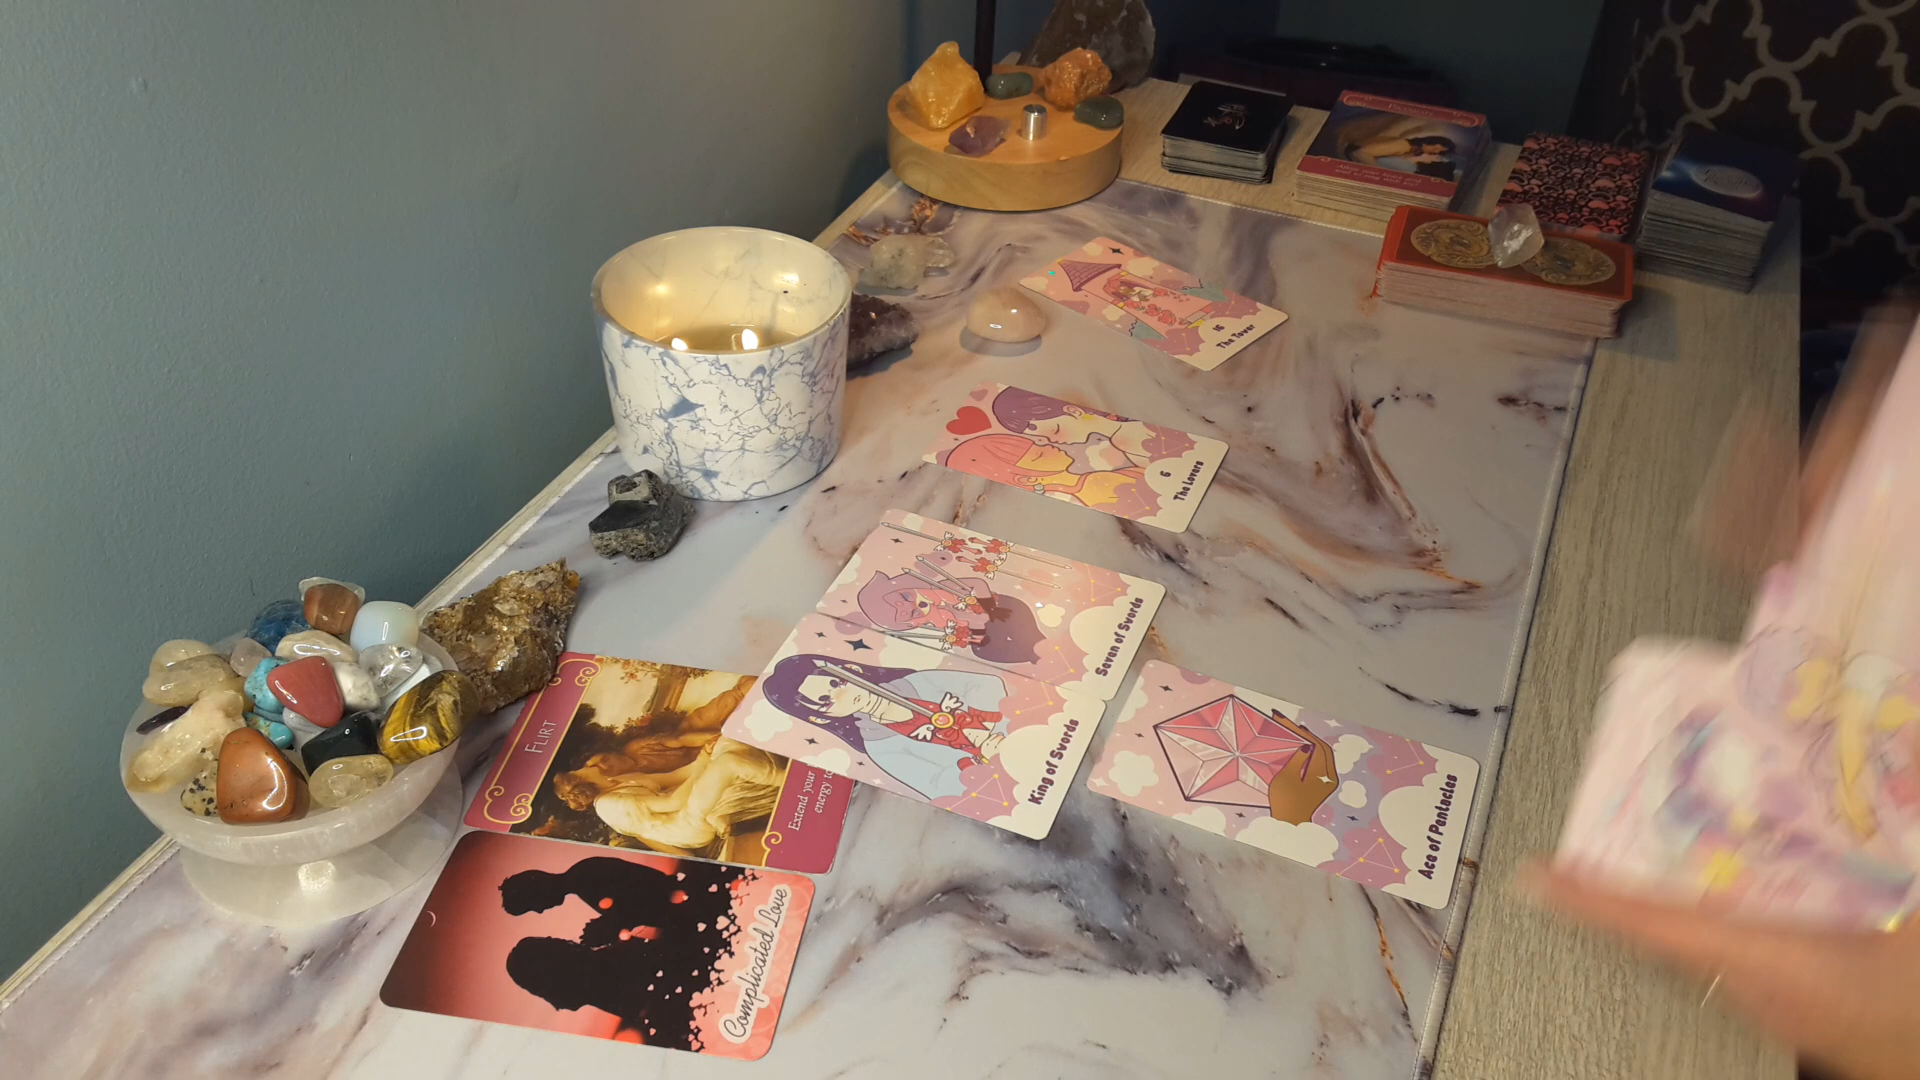 16
The Tower
6
The Lovers
Seven of Swords
King of Swords
Ace of Pentacles
FLIRT
Extend your
energy to
Complicated Love